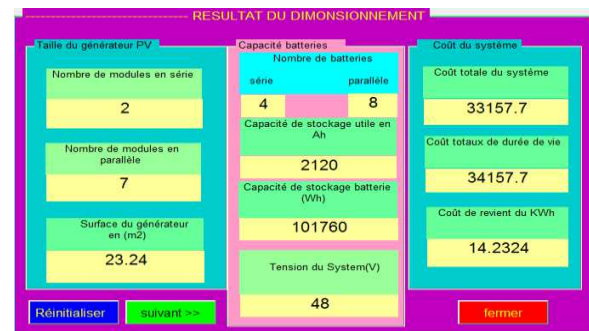 RESULTAT DU DIMONSIONNEMENT
Taille du générateur PV
Nombre de modules en série
2
Nombre de modules en
parallèle
7
Surface du générateur
en (m2)
23.24
Capacité batteries
Nombre de batteries
série parallèle
4 8
Capacité de stockage utile en
Ah
2120
Capacité de stockage batterie
(Wh)
101760
Tension du System(V)
48
Coût du système
Coût totale du système
33157.7
Coût totaux de durée de vie
34157.7
Coût de revient du KWh
14.2324
Réinitialiser
suivant >>
fermer